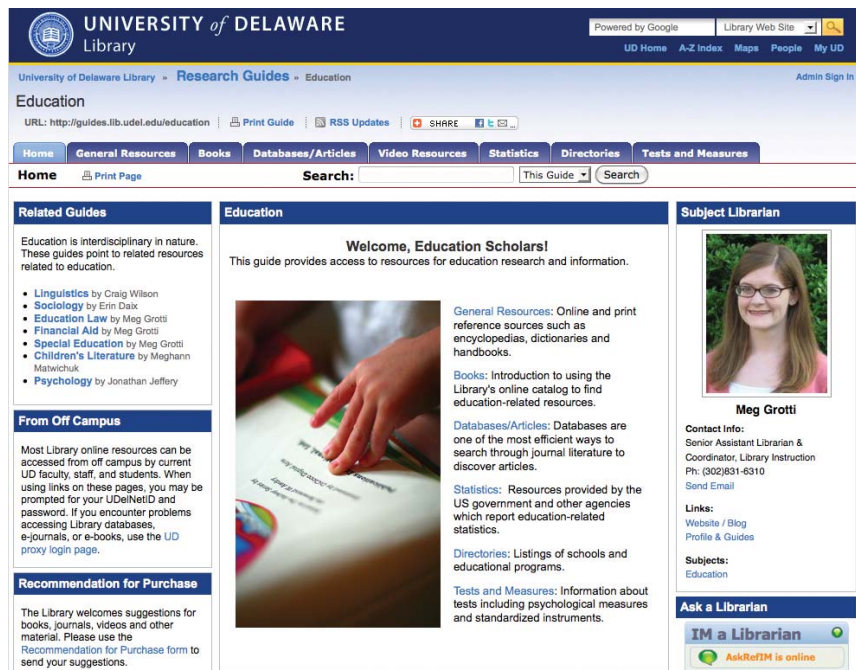 UNIVERSITY of DELAWARE
Library
Powered by Google
Library Web Site
UD Home A-Z Index Maps People My UD
University of Delaware Library » Research Guides » Education
Admin Sign In
Education
URL: http://guides.lib.udel.edu/education Print Guide RSS Updates SHARE
Home General Resources Books Databases/Articles Video Resources Statistics Directories Tests and Measures
Home Print Page Search: This Guide Search
Related Guides
Education is interdisciplinary in nature.
These guides point to related resources
related to education.
• Linguistics by Craig Wilson
• Sociology by Erin Daix
• Education Law by Meg Grotti
• Financial Aid by Meg Grotti
• Special Education by Meg Grotti
• Children's Literature by Meghann
Matwichuk
• Psychology by Jonathan Jeffery
From Off Campus
Most Library online resources can be
accessed from off campus by current
UD faculty, staff, and students. When
using links on these pages, you may be
prompted for your UDelNetID and
password. If you encounter problems
accessing Library databases,
e-journals, or e-books, use the UD
proxy login page.
Recommendation for Purchase
The Library welcomes suggestions for
books, journals, videos and other
material. Please use the
Recommendation for Purchase form to
send your suggestions.
Education
Welcome, Education Scholars!
This guide provides access to resources for education research and information.
General Resources: Online and print
reference sources such as
encyclopedias, dictionaries and
handbooks.
Books: Introduction to using the
Library's online catalog to find
education-related resources.
Databases/Articles: Databases are
one of the most efficient ways to
search through journal literature to
discover articles.
Statistics: Resources provided by the
US government and other agencies
which report education-related
statistics.
Directories: Listings of schools and
educational programs.
Tests and Measures: Information about
tests including psychological measures
and standardized instruments.
Subject Librarian
Meg Grotti
Contact Info:
Senior Assistant Librarian &
Coordinator, Library Instruction
Ph: (302)831-6310
Send Email
Links:
Website / Blog
Profile & Guides
Subjects:
Education
Ask a Librarian
IM a Librarian
AskRefIM is online